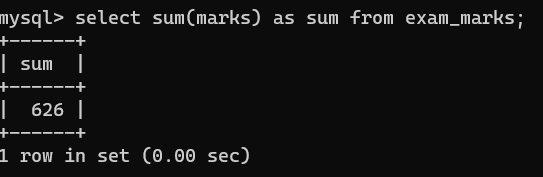 mysql> select sum(marks) as sum from exam_marks;
+------+
| sum  |
+------+
|  626 |
+------+
1 row in set (0.00 sec)